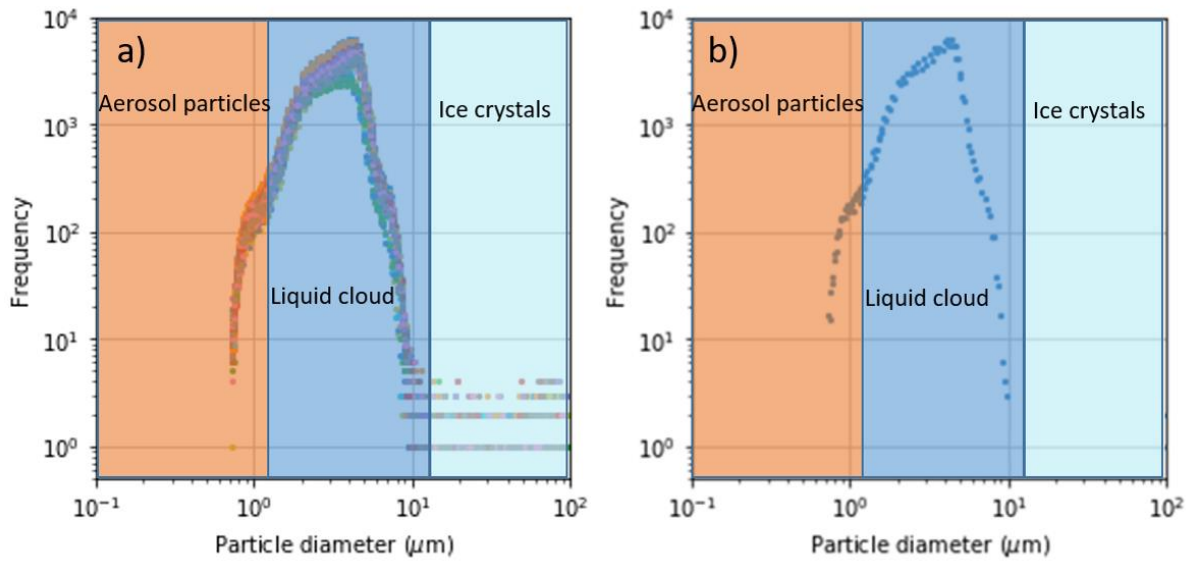 a)
Aerosol particles
Ice crystals
Liquid cloud
Frequency
10⁴
10³
10²
10¹
10⁰
10⁻¹
10⁰
10¹
10²
Particle diameter (μm)
b)
Aerosol particles
Ice crystals
Liquid cloud
Frequency
10⁴
10³
10²
10¹
10⁰
10⁻¹
10⁰
10¹
10²
Particle diameter (μm)